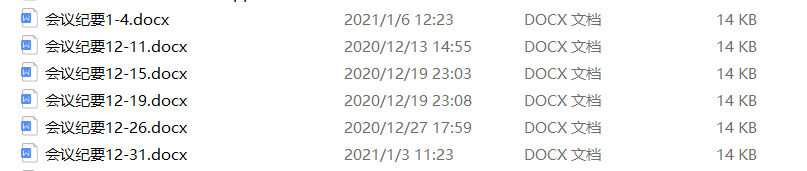 会议纪要1-4.docx 2021/1/6 12:23 DOCX 文档 14 KB
会议纪要12-11.docx 2020/12/13 14:55 DOCX 文档 14 KB
会议纪要12-15.docx 2020/12/19 23:03 DOCX 文档 14 KB
会议纪要12-19.docx 2020/12/19 23:08 DOCX 文档 14 KB
会议纪要12-26.docx 2020/12/27 17:59 DOCX 文档 14 KB
会议纪要12-31.docx 2021/1/3 11:23 DOCX 文档 14 KB